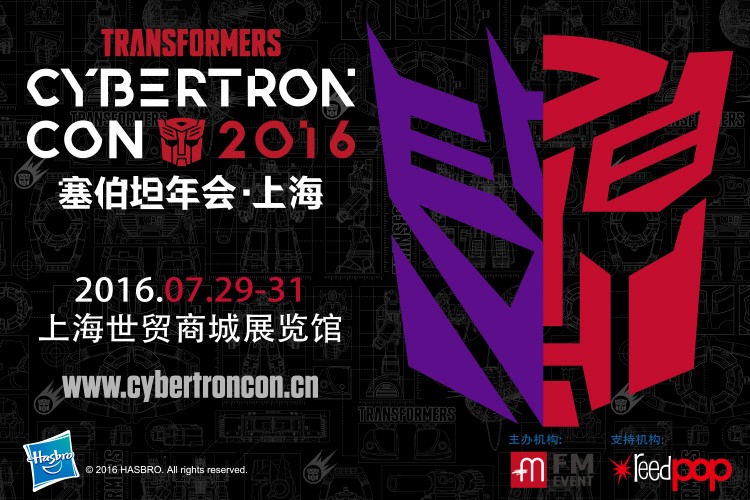 TRANSFORMERS
CYBERTRON
CON 2016
塞伯坦年会·上海
2016.07.29-31
上海世贸商城展览馆
www.cybertroncon.cn
Hasbro
© 2016 HASBRO. All rights reserved.
TRANSFORMERS
主办机构:
FM EVENT
支持机构:
reedpop